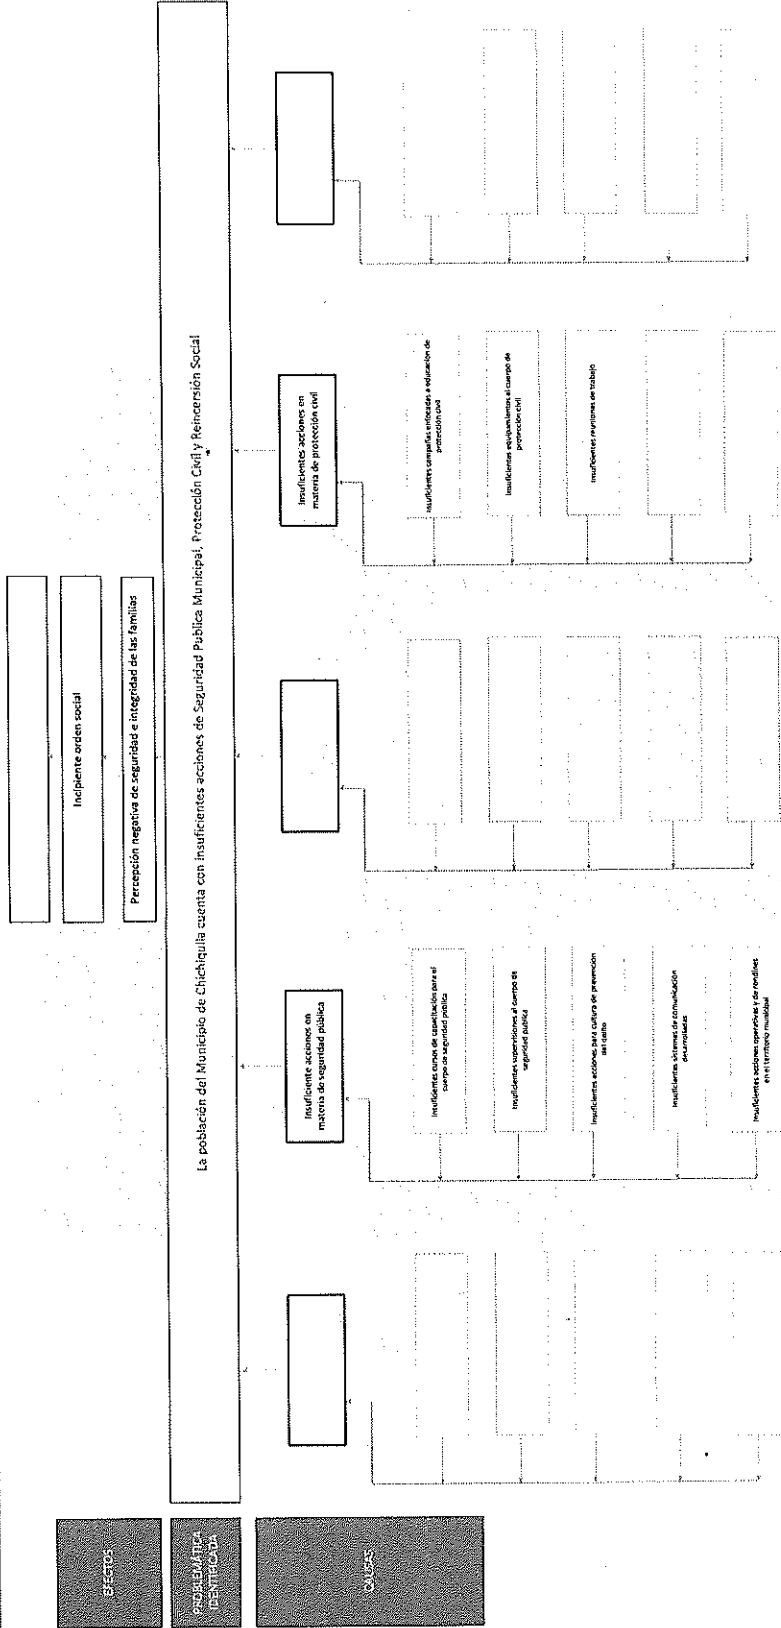 Incipiente orden social
EFECTOS
Percepción negativa de seguridad e integridad de las familias
PROBLEMÁTICA
IDENTIFICADA
La población del Municipio de Chichiquila cuenta con insuficientes acciones de Seguridad Publica Municipal, Protección Civil y Reincersión Social
CAUSAS
Insuficiente acciones en
materia de seguridad pública
Insuficientes acciones en
materia de protección civil
Insuficientes cursos de capacitación para el
cuerpo de seguridad pública
Insuficientes campañas enfocadas a educacion de
protección civil
Insuficientes supervisiones al cuerpo de
seguridad publica
Insuficientes equipamientos al cuerpo de
protección civil
Insuficientes acciones para cultura de prevención
del delito
Insuficientes reuniones de trabajo
Insuficientes sistemas de comunicación
desarrolladas
Insuficientes acciones operativas y de rondines
en el territorio municipal